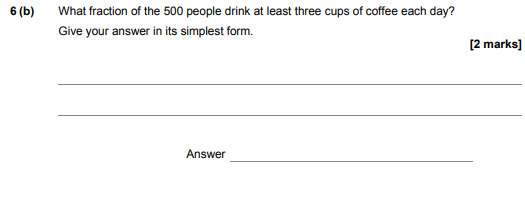 6 (b) What fraction of the 500 people drink at least three cups of coffee each day?
Give your answer in its simplest form.
[2 marks]
Answer